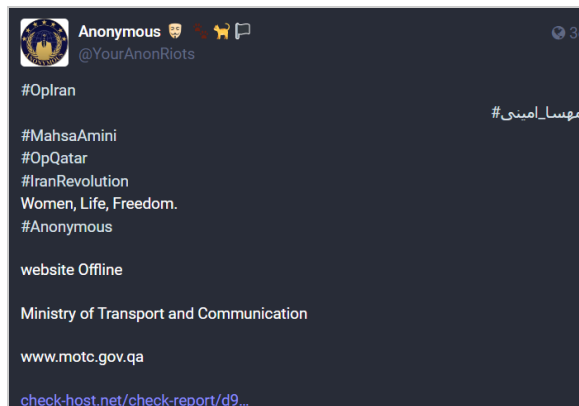 Anonymous
@YourAnonRiots
3
#OpIran
#مهسا_امینی
#MahsaAmini
#OpQatar
#IranRevolution
Women, Life, Freedom.
#Anonymous
website Offline
Ministry of Transport and Communication
www.motc.gov.qa
check-host.net/check-report/d9…